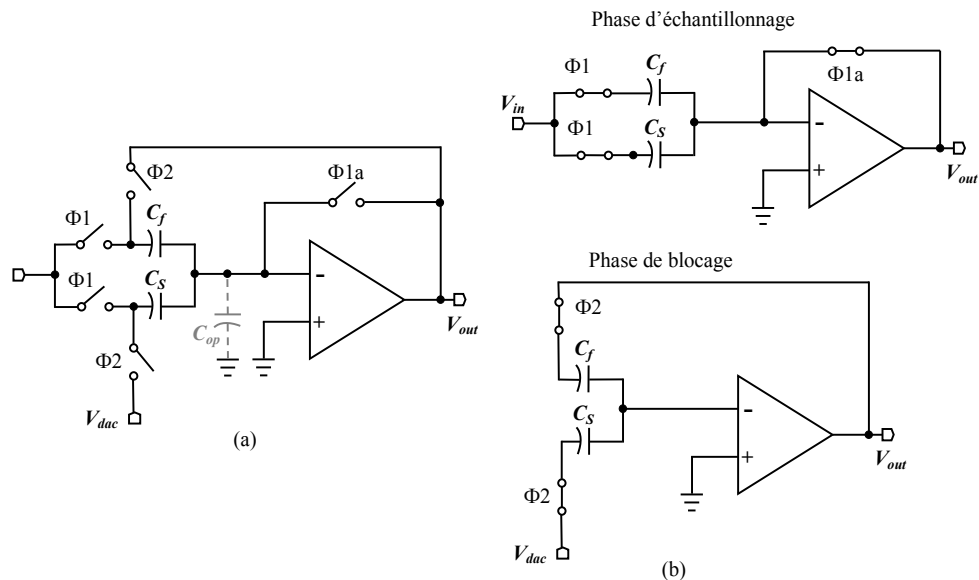 Phase d'échantillonnage
Φ1
C_f
Φ1a
V_in
Φ1
C_S
-
+
V_out
Φ2
Φ1a
Φ1
C_f
Φ1
C_S
-
+
C_op
V_out
Φ2
V_dac
(a)
Phase de blocage
Φ2
C_f
C_S
-
+
V_out
Φ2
V_dac
(b)